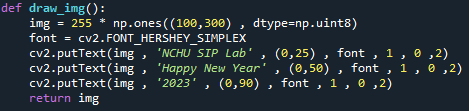 def draw_img():
    img = 255 * np.ones((100,300) , dtype=np.uint8)
    font = cv2.FONT_HERSHEY_SIMPLEX
    cv2.putText(img , 'NCHU SIP Lab' , (0,25) , font , 1 , 0 ,2)
    cv2.putText(img , 'Happy New Year' , (0,50) , font , 1 , 0 ,2)
    cv2.putText(img , '2023' , (0,90) , font , 1 , 0 ,2)
    return img